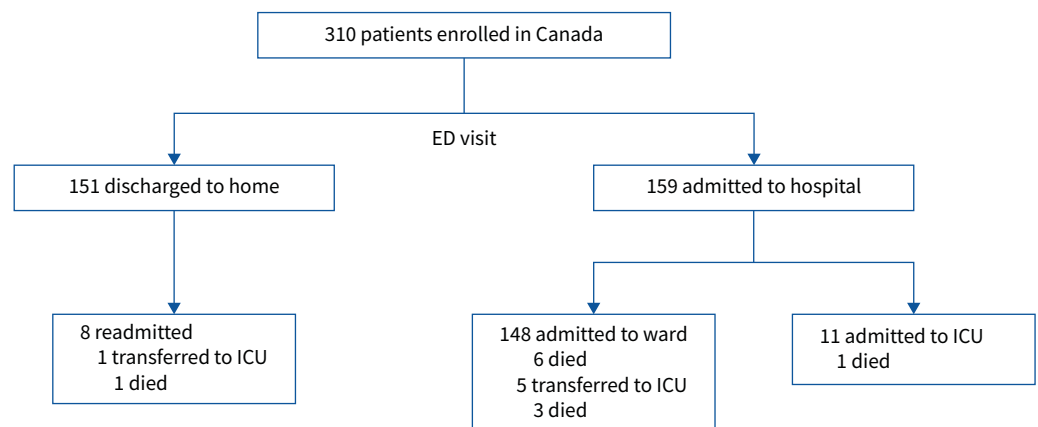 310 patients enrolled in Canada
ED visit
151 discharged to home
159 admitted to hospital
8 readmitted
1 transferred to ICU
1 died
148 admitted to ward
6 died
5 transferred to ICU
3 died
11 admitted to ICU
1 died